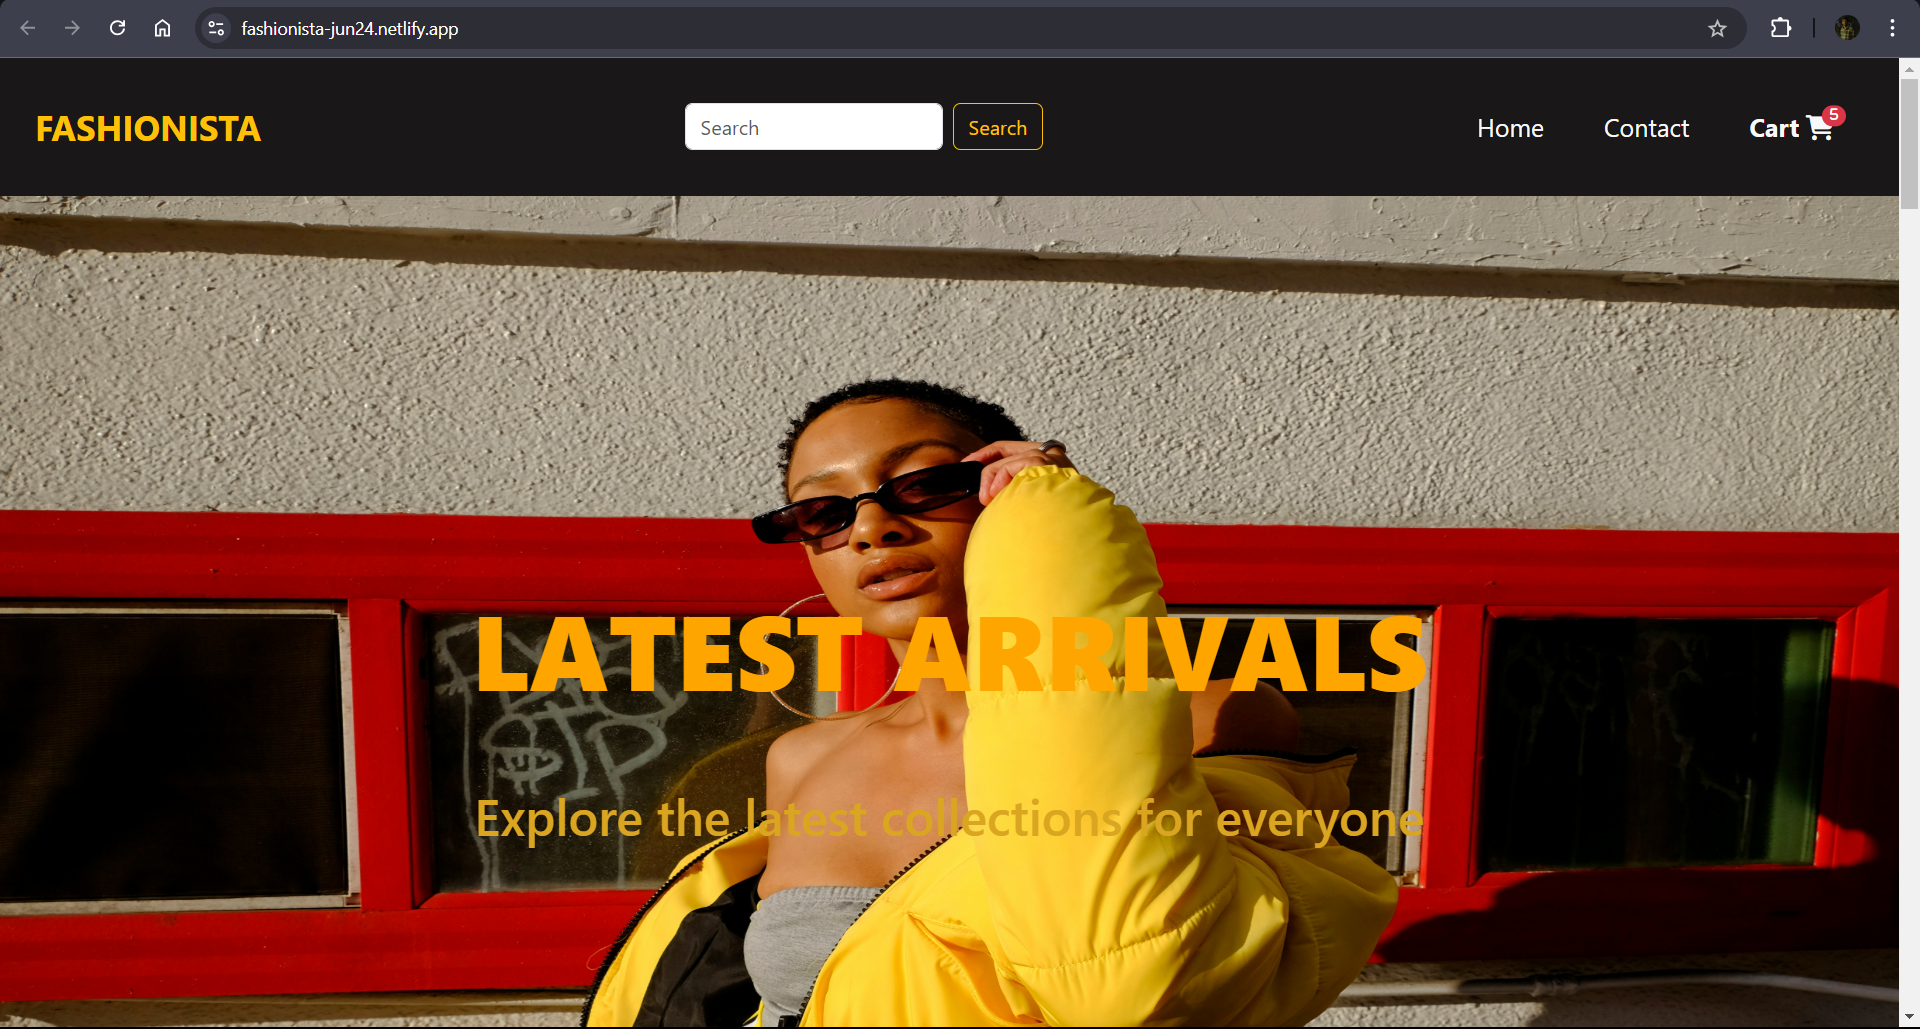 fashionista-jun24.netlify.app
FASHIONISTA
Search
Search
Home
Contact
Cart
5
LATEST ARRIVALS
Explore the latest collections for everyone